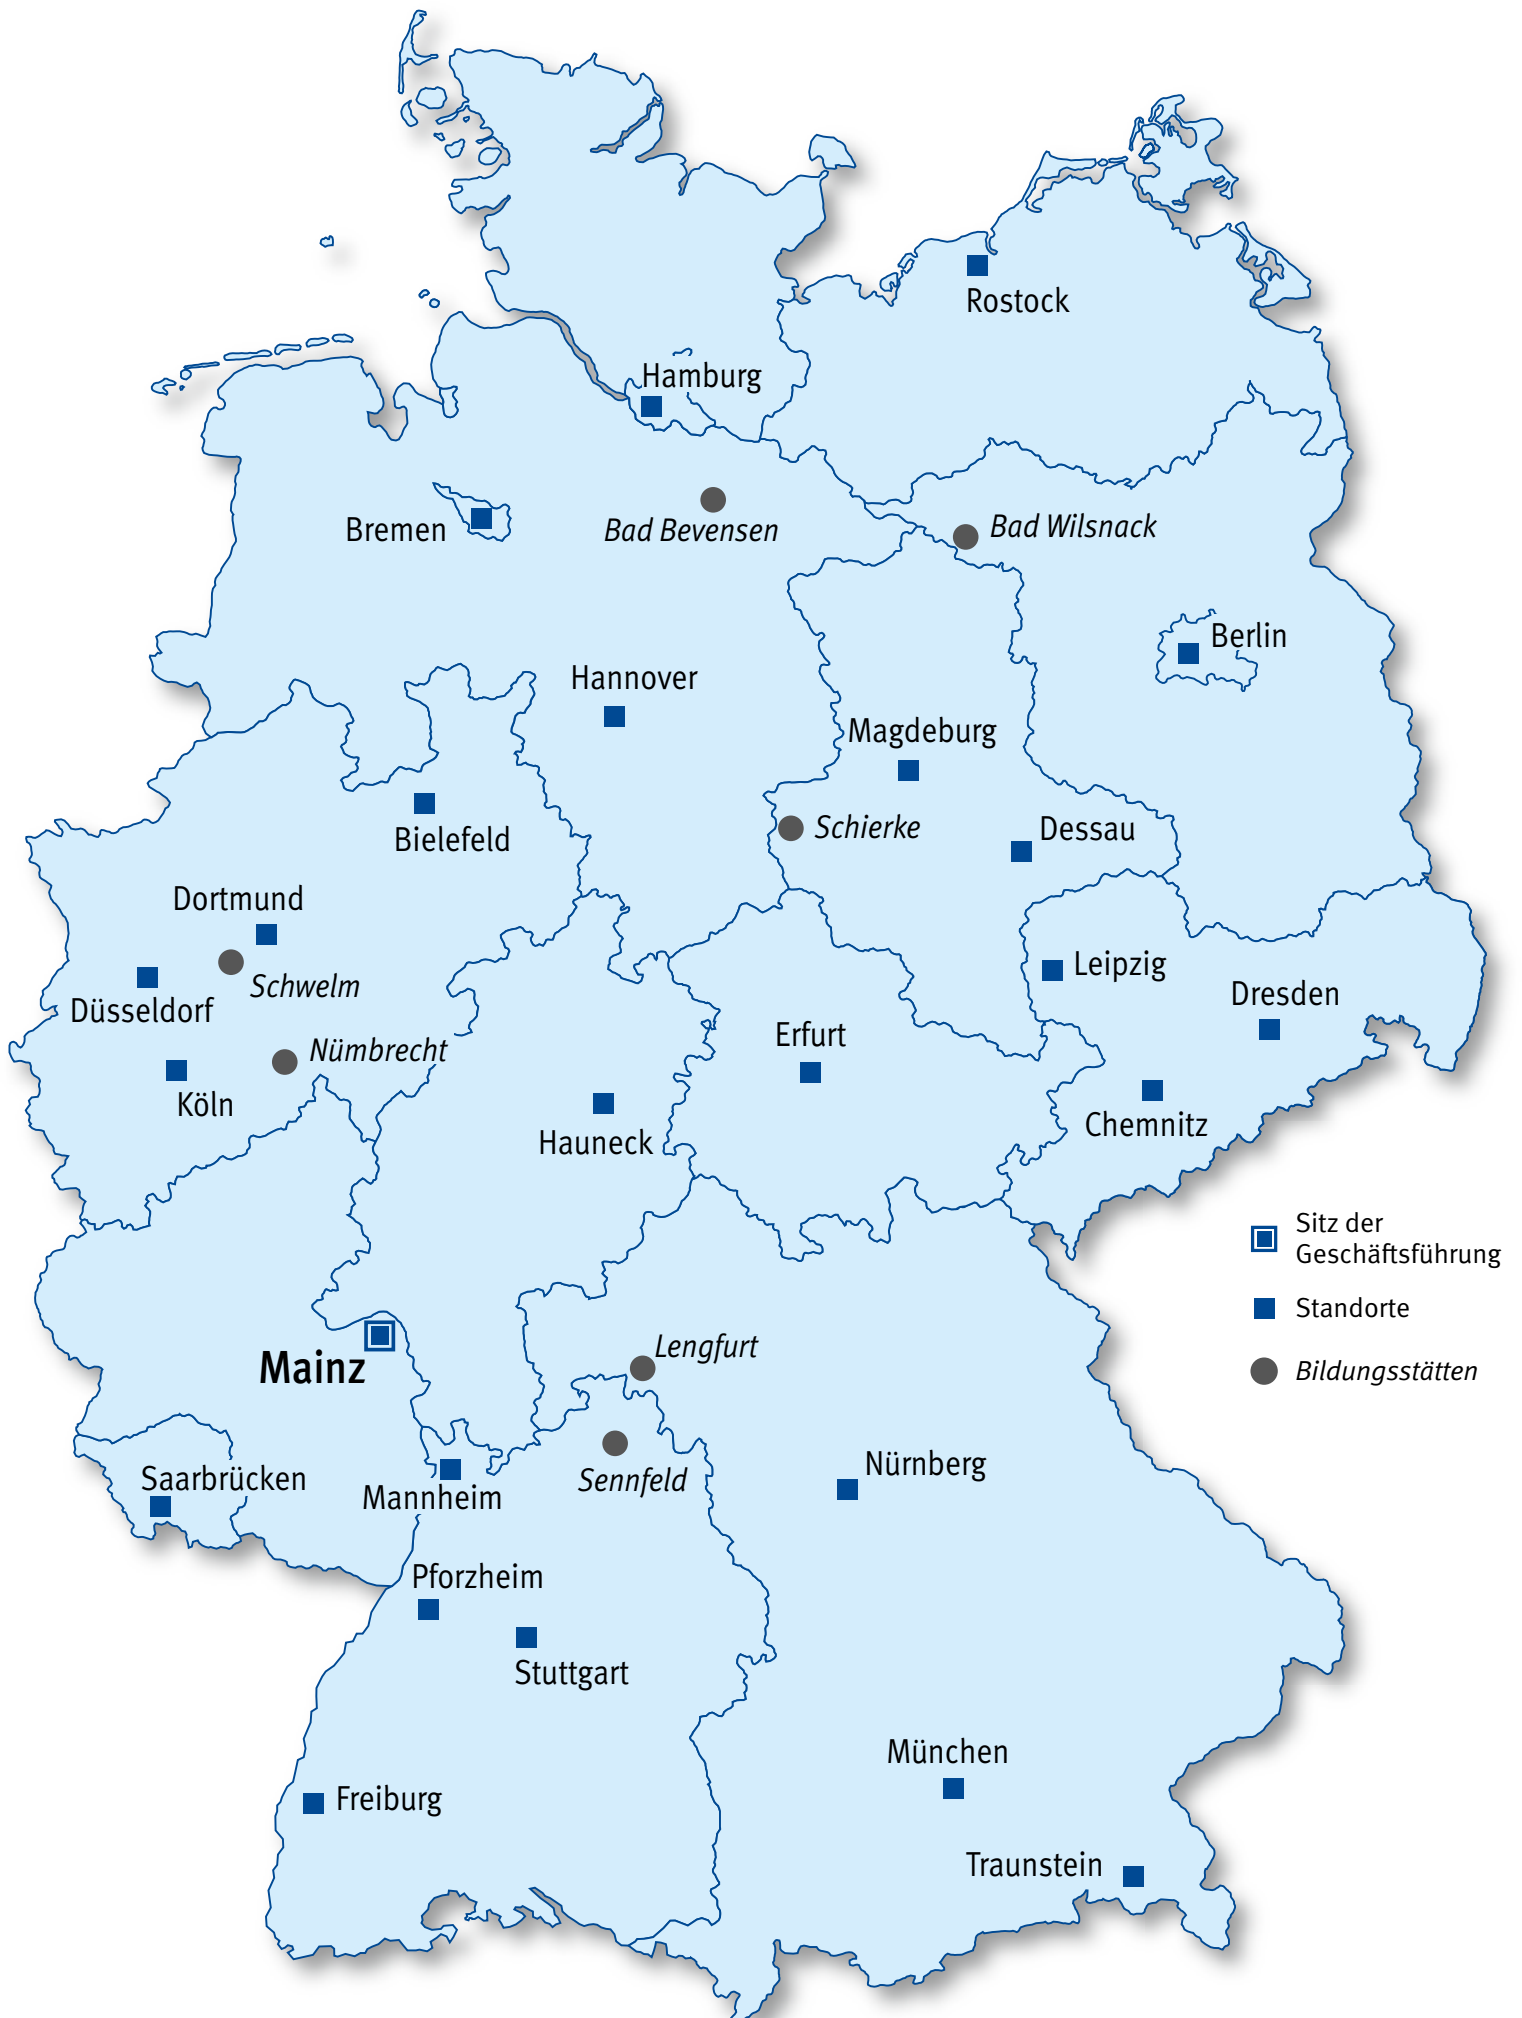 Rostock
Hamburg
Bremen
Bad Bevensen
Bad Wilsnack
Berlin
Hannover
Magdeburg
Bielefeld
Schierke
Dessau
Dortmund
Schwelm
Düsseldorf
Leipzig
Dresden
Nümbrecht
Erfurt
Köln
Hauneck
Chemnitz
Sitz der
Geschäftsführung
Standorte
Bildungsstätten
Lengfurt
Mainz
Nürnberg
Saarbrücken
Sennfeld
Mannheim
Pforzheim
Stuttgart
München
Freiburg
Traunstein